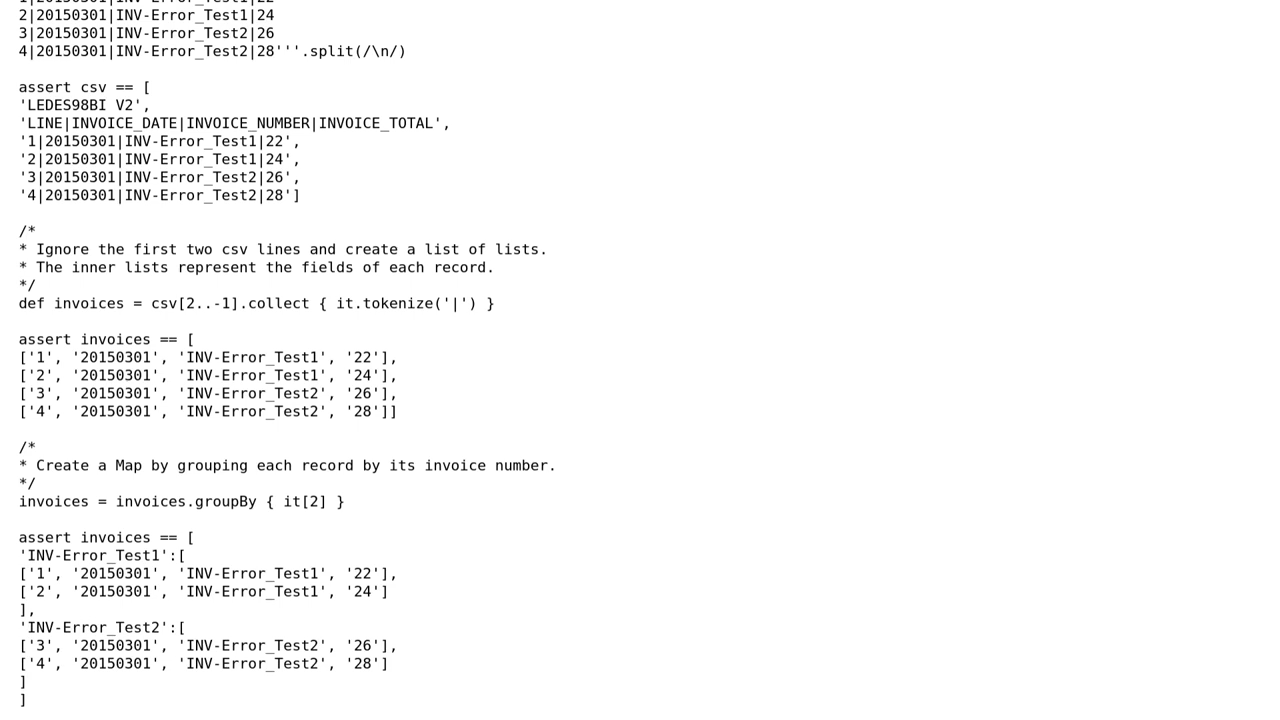 1|20150301|INV-Error_Test1|22
2|20150301|INV-Error_Test1|24
3|20150301|INV-Error_Test2|26
4|20150301|INV-Error_Test2|28'''.split(/\n/)
assert csv == [
'LEDES98BI V2',
'LINE|INVOICE_DATE|INVOICE_NUMBER|INVOICE_TOTAL',
'1|20150301|INV-Error_Test1|22',
'2|20150301|INV-Error_Test1|24',
'3|20150301|INV-Error_Test2|26',
'4|20150301|INV-Error_Test2|28']
/*
* Ignore the first two csv lines and create a list of lists.
* The inner lists represent the fields of each record.
*/
def invoices = csv[2..-1].collect { it.tokenize('|') }
assert invoices == [
['1', '20150301', 'INV-Error_Test1', '22'],
['2', '20150301', 'INV-Error_Test1', '24'],
['3', '20150301', 'INV-Error_Test2', '26'],
['4', '20150301', 'INV-Error_Test2', '28']]
/*
* Create a Map by grouping each record by its invoice number.
*/
invoices = invoices.groupBy { it[2] }
assert invoices == [
'INV-Error_Test1':[
['1', '20150301', 'INV-Error_Test1', '22'],
['2', '20150301', 'INV-Error_Test1', '24']
],
'INV-Error_Test2':[
['3', '20150301', 'INV-Error_Test2', '26'],
['4', '20150301', 'INV-Error_Test2', '28']
]
]